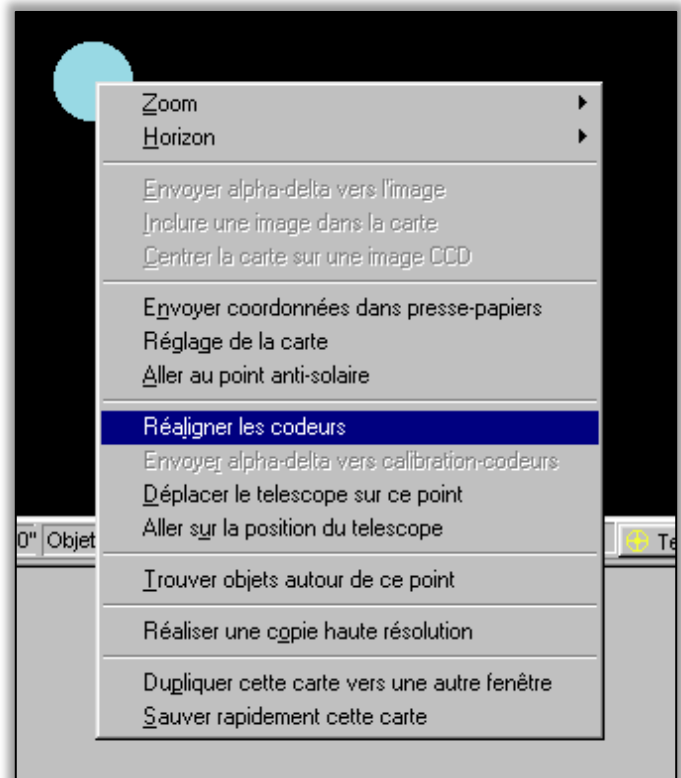 Zoom
Horizon
Envoyer alpha-delta vers l'image
Inclure une image dans la carte
Centrer la carte sur une image CCD
Envoyer coordonnées dans presse-papiers
Réglage de la carte
Aller au point anti-solaire
Réaligner les codeurs
Envoyer alpha-delta vers calibration-codeurs
Déplacer le telescope sur ce point
Aller sur la position du telescope
0" Objet Te
Trouver objets autour de ce point
Réaliser une copie haute résolution
Dupliquer cette carte vers une autre fenêtre
Sauver rapidement cette carte